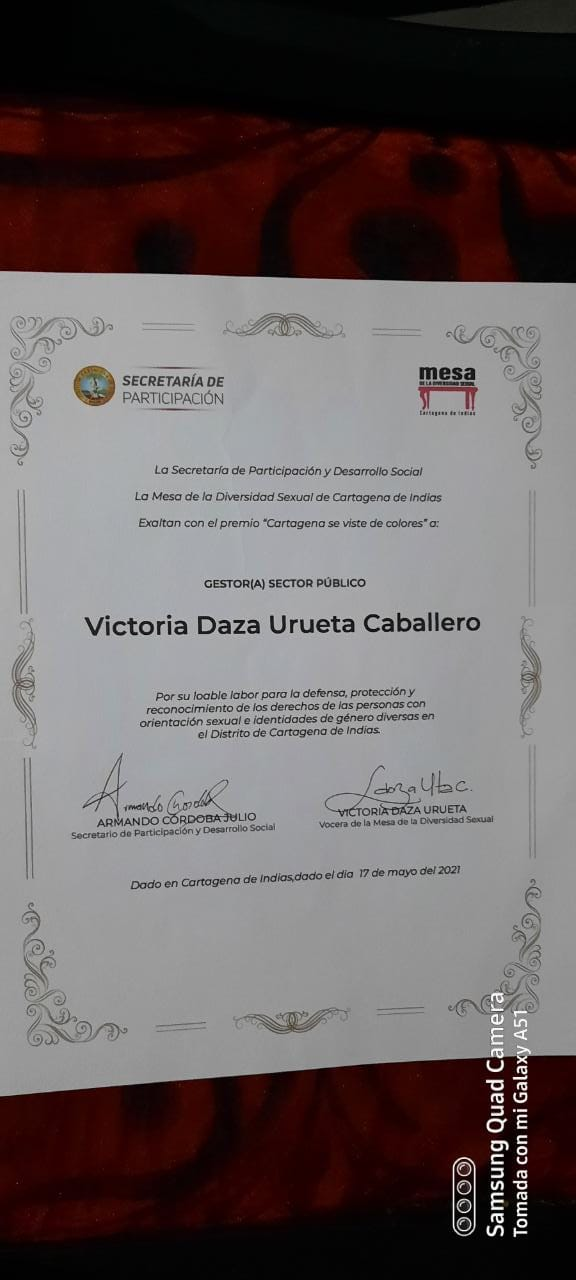 SECRETARÍA DE
PARTICIPACIÓN
mesa
DE LA DIVERSIDAD SEXUAL
Cartagena de Indias
La Secretaría de Participación y Desarrollo Social
La Mesa de la Diversidad Sexual de Cartagena de Indias
Exaltan con el premio "Cartagena se viste de colores" a:
GESTOR(A) SECTOR PÚBLICO
Victoria Daza Urueta Caballero
Por su loable labor para la defensa, protección y
reconocimiento de los derechos de las personas con
orientación sexual e identidades de género diversas en
el Distrito de Cartagena de Indias.
ARMANDO CÓRDOBA JULIO
Secretario de Participación y Desarrollo Social
VICTORIA DAZA URUETA
Vocera de la Mesa de la Diversidad Sexual
Dado en Cartagena de Indias,dado el dia 17 de mayo del 2021
Samsung Quad Camera
Tomada con mi Galaxy A51